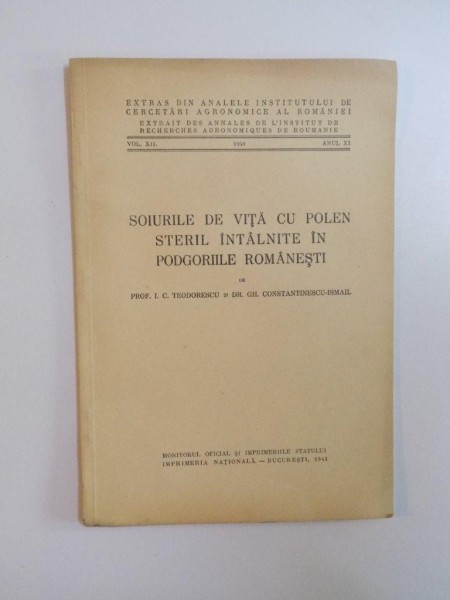 EXTRAS DIN ANALELE INSTITUTULUI DE
CERCETĂRI AGRONOMICE AL ROMÂNIEI
EXTRAIT DES ANNALES DE L'INSTITUT DE
RECHERCHES AGRONOMIQUES DE ROUMANIE
VOL. XII. 1940 ANUL XI
SOIURILE DE VIȚĂ CU POLEN
STERIL ÎNTÂLNITE ÎN
PODGORIILE ROMÂNEȘTI
DE
PROF. I. C. TEODORESCU și DR. GH. CONSTANTINESCU-ISMAIL
MONITORUL OFICIAL ȘI IMPRIMERIILE STATULUI
IMPRIMERIA NAȚIONALĂ — BUCUREȘTI, 1941